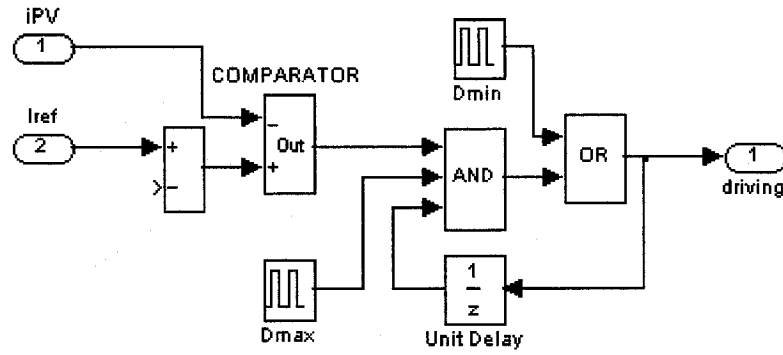 iPV
1
COMPARATOR
Iref
2
+
−
−
+
Out
Dmin
AND
OR
1
driving
Dmax
1
z
Unit Delay